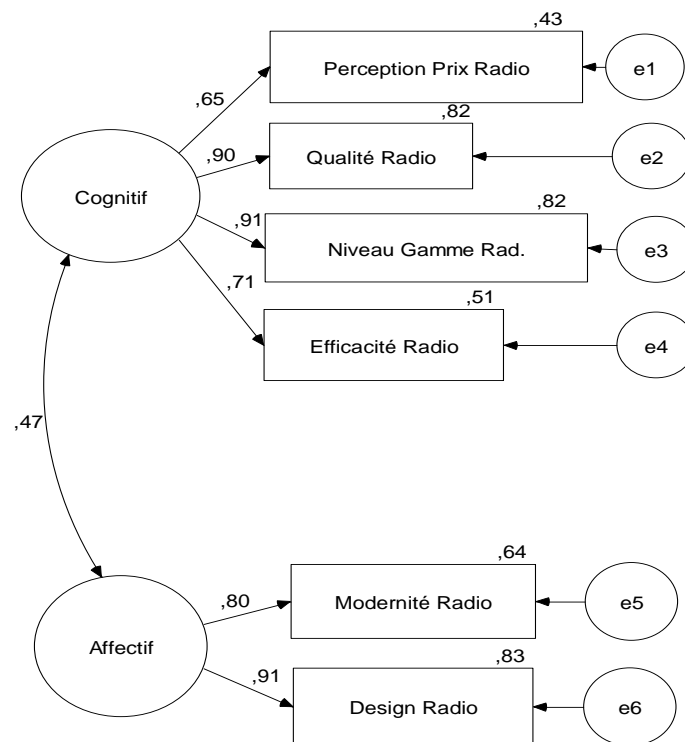 ,43
Perception Prix Radio
e1
,65
,82
,90
Qualité Radio
e2
Cognitif
,82
,91
Niveau Gamme Rad.
e3
,71
,51
Efficacité Radio
e4
,47
,64
,80
Modernité Radio
e5
Affectif
,83
,91
Design Radio
e6